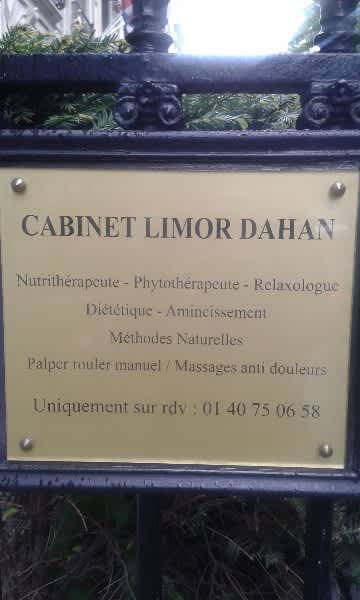 CABINET LIMOR DAHAN
Nutrithérapeute - Phytothérapeute - Relaxologue
Diététique - Amincissement
Méthodes Naturelles
Palper rouler manuel / Massages anti douleurs
Uniquement sur rdv : 01 40 75 06 58